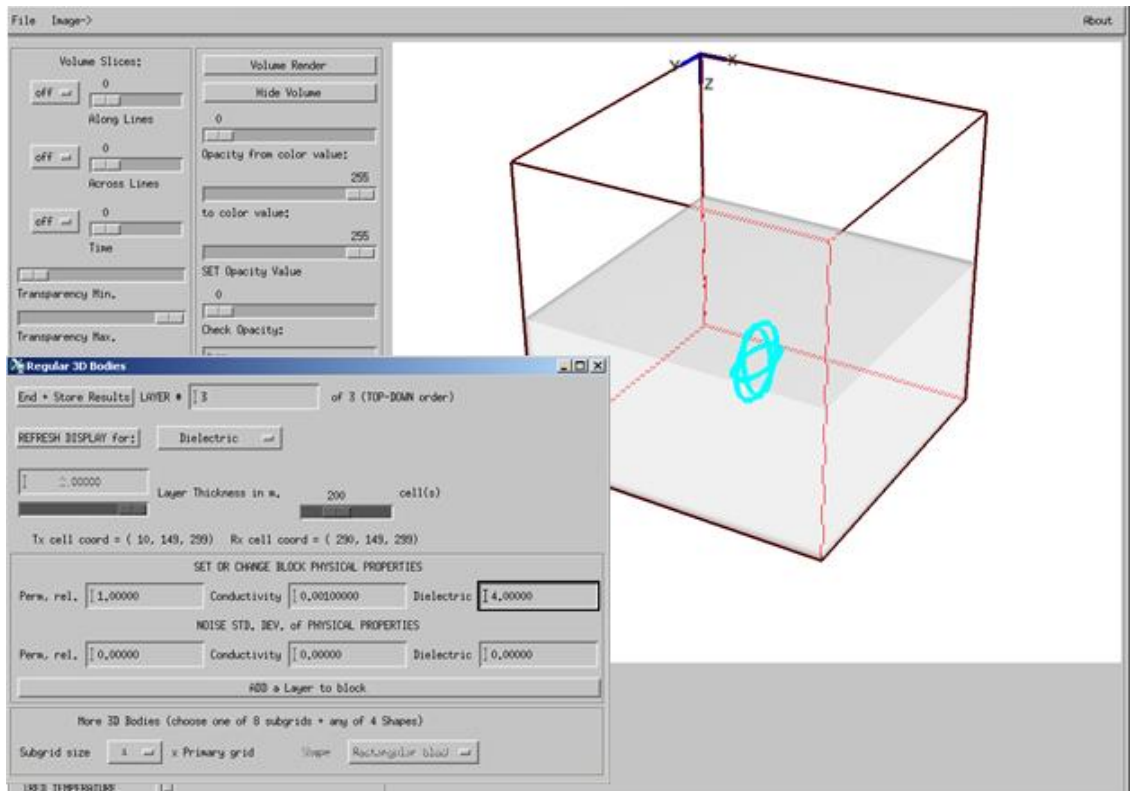 File Image-> About
Volume Slices:
off 0
Along Lines
off 0
Across Lines
off 0
Time
Transparency Min.
Transparency Max.
Volume Render
Hide Volume
0
Opacity from color value:
255
to color value:
255
SET Opacity Value
0
Check Opacity:
Y X
Z
Regular 3D Bodies
End + Store Results LAYER # 3 of 3 (TOP-DOWN order)
REFRESH DISPLAY for: Dielectric
2.00000 Layer Thickness in m. 200 cell(s)
Tx cell coord = ( 10, 149, 299) Rx cell coord = ( 290, 149, 299)
SET OR CHANGE BLOCK PHYSICAL PROPERTIES
Perm. rel. 1.00000 Conductivity 0.00100000 Dielectric 4.00000
NOISE STD. DEV. of PHYSICAL PROPERTIES
Perm. rel. 0.00000 Conductivity 0.00000 Dielectric 0.00000
ADD a Layer to block
More 3D Bodies (choose one of 8 subgrids + any of 4 Shapes)
Subgrid size x Primary grid Shape Rectangular
TEMPERATURE